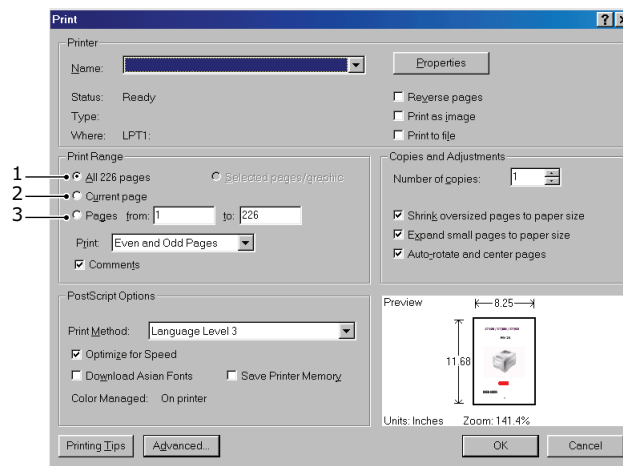 Print
Printer
Name:
Properties
Status: Ready
Type:
Where: LPT1:
Reverse pages
Print as image
Print to file
Print Range
1 All 226 pages Selected pages/graphic
2 Current page
3 Pages from: 1 to: 226
Print: Even and Odd Pages
Comments
Copies and Adjustments
Number of copies: 1
Shrink oversized pages to paper size
Expand small pages to paper size
Auto-rotate and center pages
PostScript Options
Print Method: Language Level 3
Optimize for Speed
Download Asian Fonts Save Printer Memory
Color Managed: On printer
Preview
8.25
11.68
Units: Inches Zoom: 141.4%
Printing Tips Advanced... OK Cancel